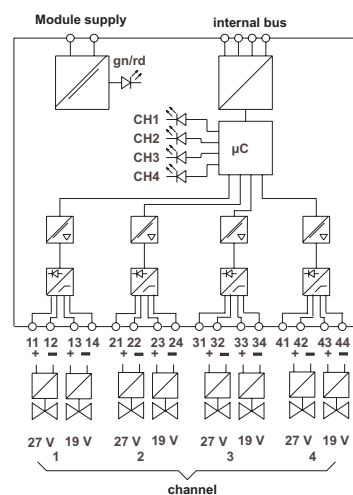 Module supply internal bus
gn/rd
CH1
CH2
CH3
CH4
µC
11 12 13 14 21 22 23 24 31 32 33 34 41 42 43 44
+ − + − + − + − + − + − + − + −
27 V 19 V 27 V 19 V 27 V 19 V 27 V 19 V
1 2 3 4
channel